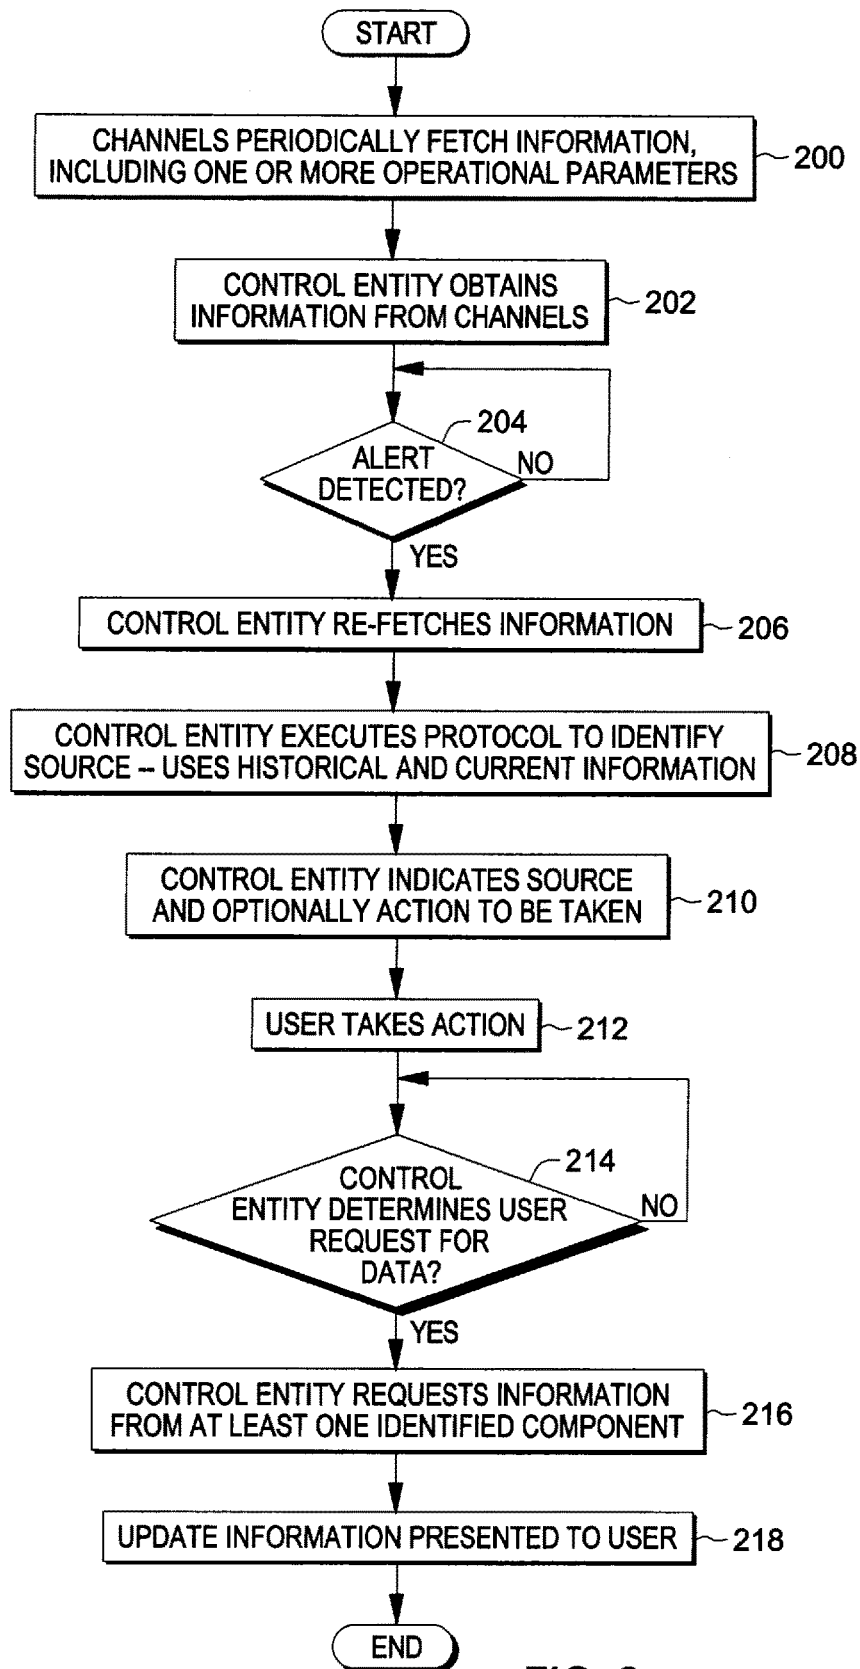 START
CHANNELS PERIODICALLY FETCH INFORMATION,
INCLUDING ONE OR MORE OPERATIONAL PARAMETERS
200
CONTROL ENTITY OBTAINS
INFORMATION FROM CHANNELS
202
204
ALERT
DETECTED?
NO
YES
CONTROL ENTITY RE-FETCHES INFORMATION
206
CONTROL ENTITY EXECUTES PROTOCOL TO IDENTIFY
SOURCE -- USES HISTORICAL AND CURRENT INFORMATION
208
CONTROL ENTITY INDICATES SOURCE
AND OPTIONALLY ACTION TO BE TAKEN
210
USER TAKES ACTION
212
214
CONTROL
ENTITY DETERMINES USER
REQUEST FOR
DATA?
NO
YES
CONTROL ENTITY REQUESTS INFORMATION
FROM AT LEAST ONE IDENTIFIED COMPONENT
216
UPDATE INFORMATION PRESENTED TO USER
218
END